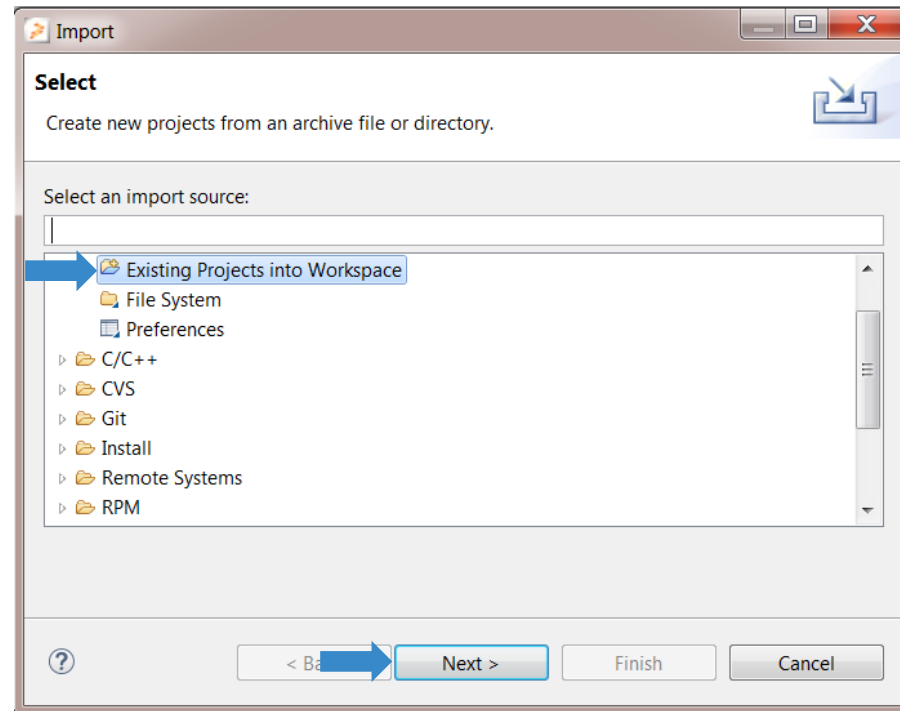 Import
Select
Create new projects from an archive file or directory.
Select an import source:
Existing Projects into Workspace
File System
Preferences
C/C++
CVS
Git
Install
Remote Systems
RPM
? < Ba Next > Finish Cancel